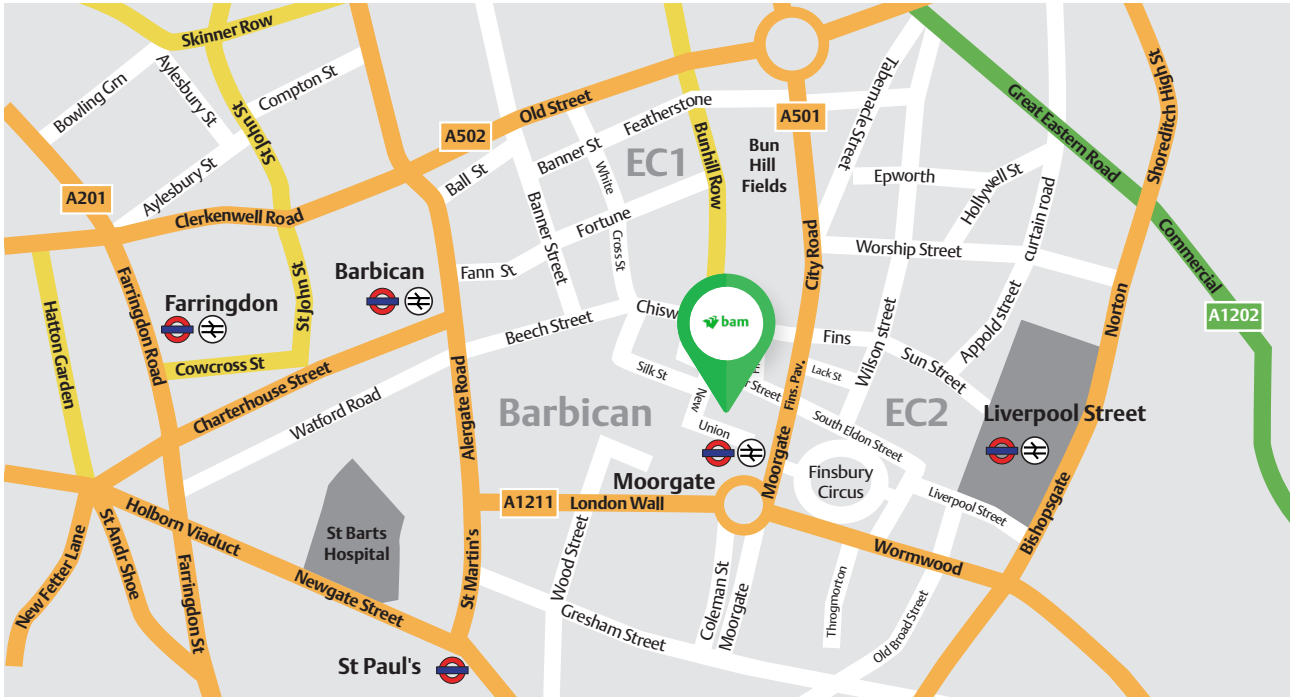 Skinner Row
Bowling Grn
Aylesbury St
Compton St
St John St
Aylesbury St
A201
Clerkenwell Road
A502
Old Street
Ball St
Banner St
Featherstone
White
Cross St
EC1
Bunhill Row
Bun
Hill
Fields
A501
Tabernacle Street
Great Eastern Road
Shoreditch High St
Epworth
Hollywell St
curtain road
Commercial
A1202
Worship Street
City Road
Banner Street
Fortune
Fann St
Barbican
Farringdon
Farringdon Road
Hatton Garden
St John St
Cowcross St
Charterhouse Street
Watford Road
Beech Street
Chisw
bam
Fins
Wilson street
Sun Street
Appold street
Norton
Silk St
New
er Street
Lack St
Fins. Pav.
Alergate Road
Barbican
Union
South Eldon Street
EC2
Liverpool Street
Moorgate
Moorgate
Finsbury
Circus
Liverpool Street
Bishopsgate
A1211
London Wall
Wormwood
Holborn Viaduct
St Barts
Hospital
New Fetter Lane
St Andr Shoe
Farringdon St
Newgate Street
St Martin's
Wood Street
Gresham Street
Coleman St
Moorgate
Throgmorton
Old Broad Street
St Paul's